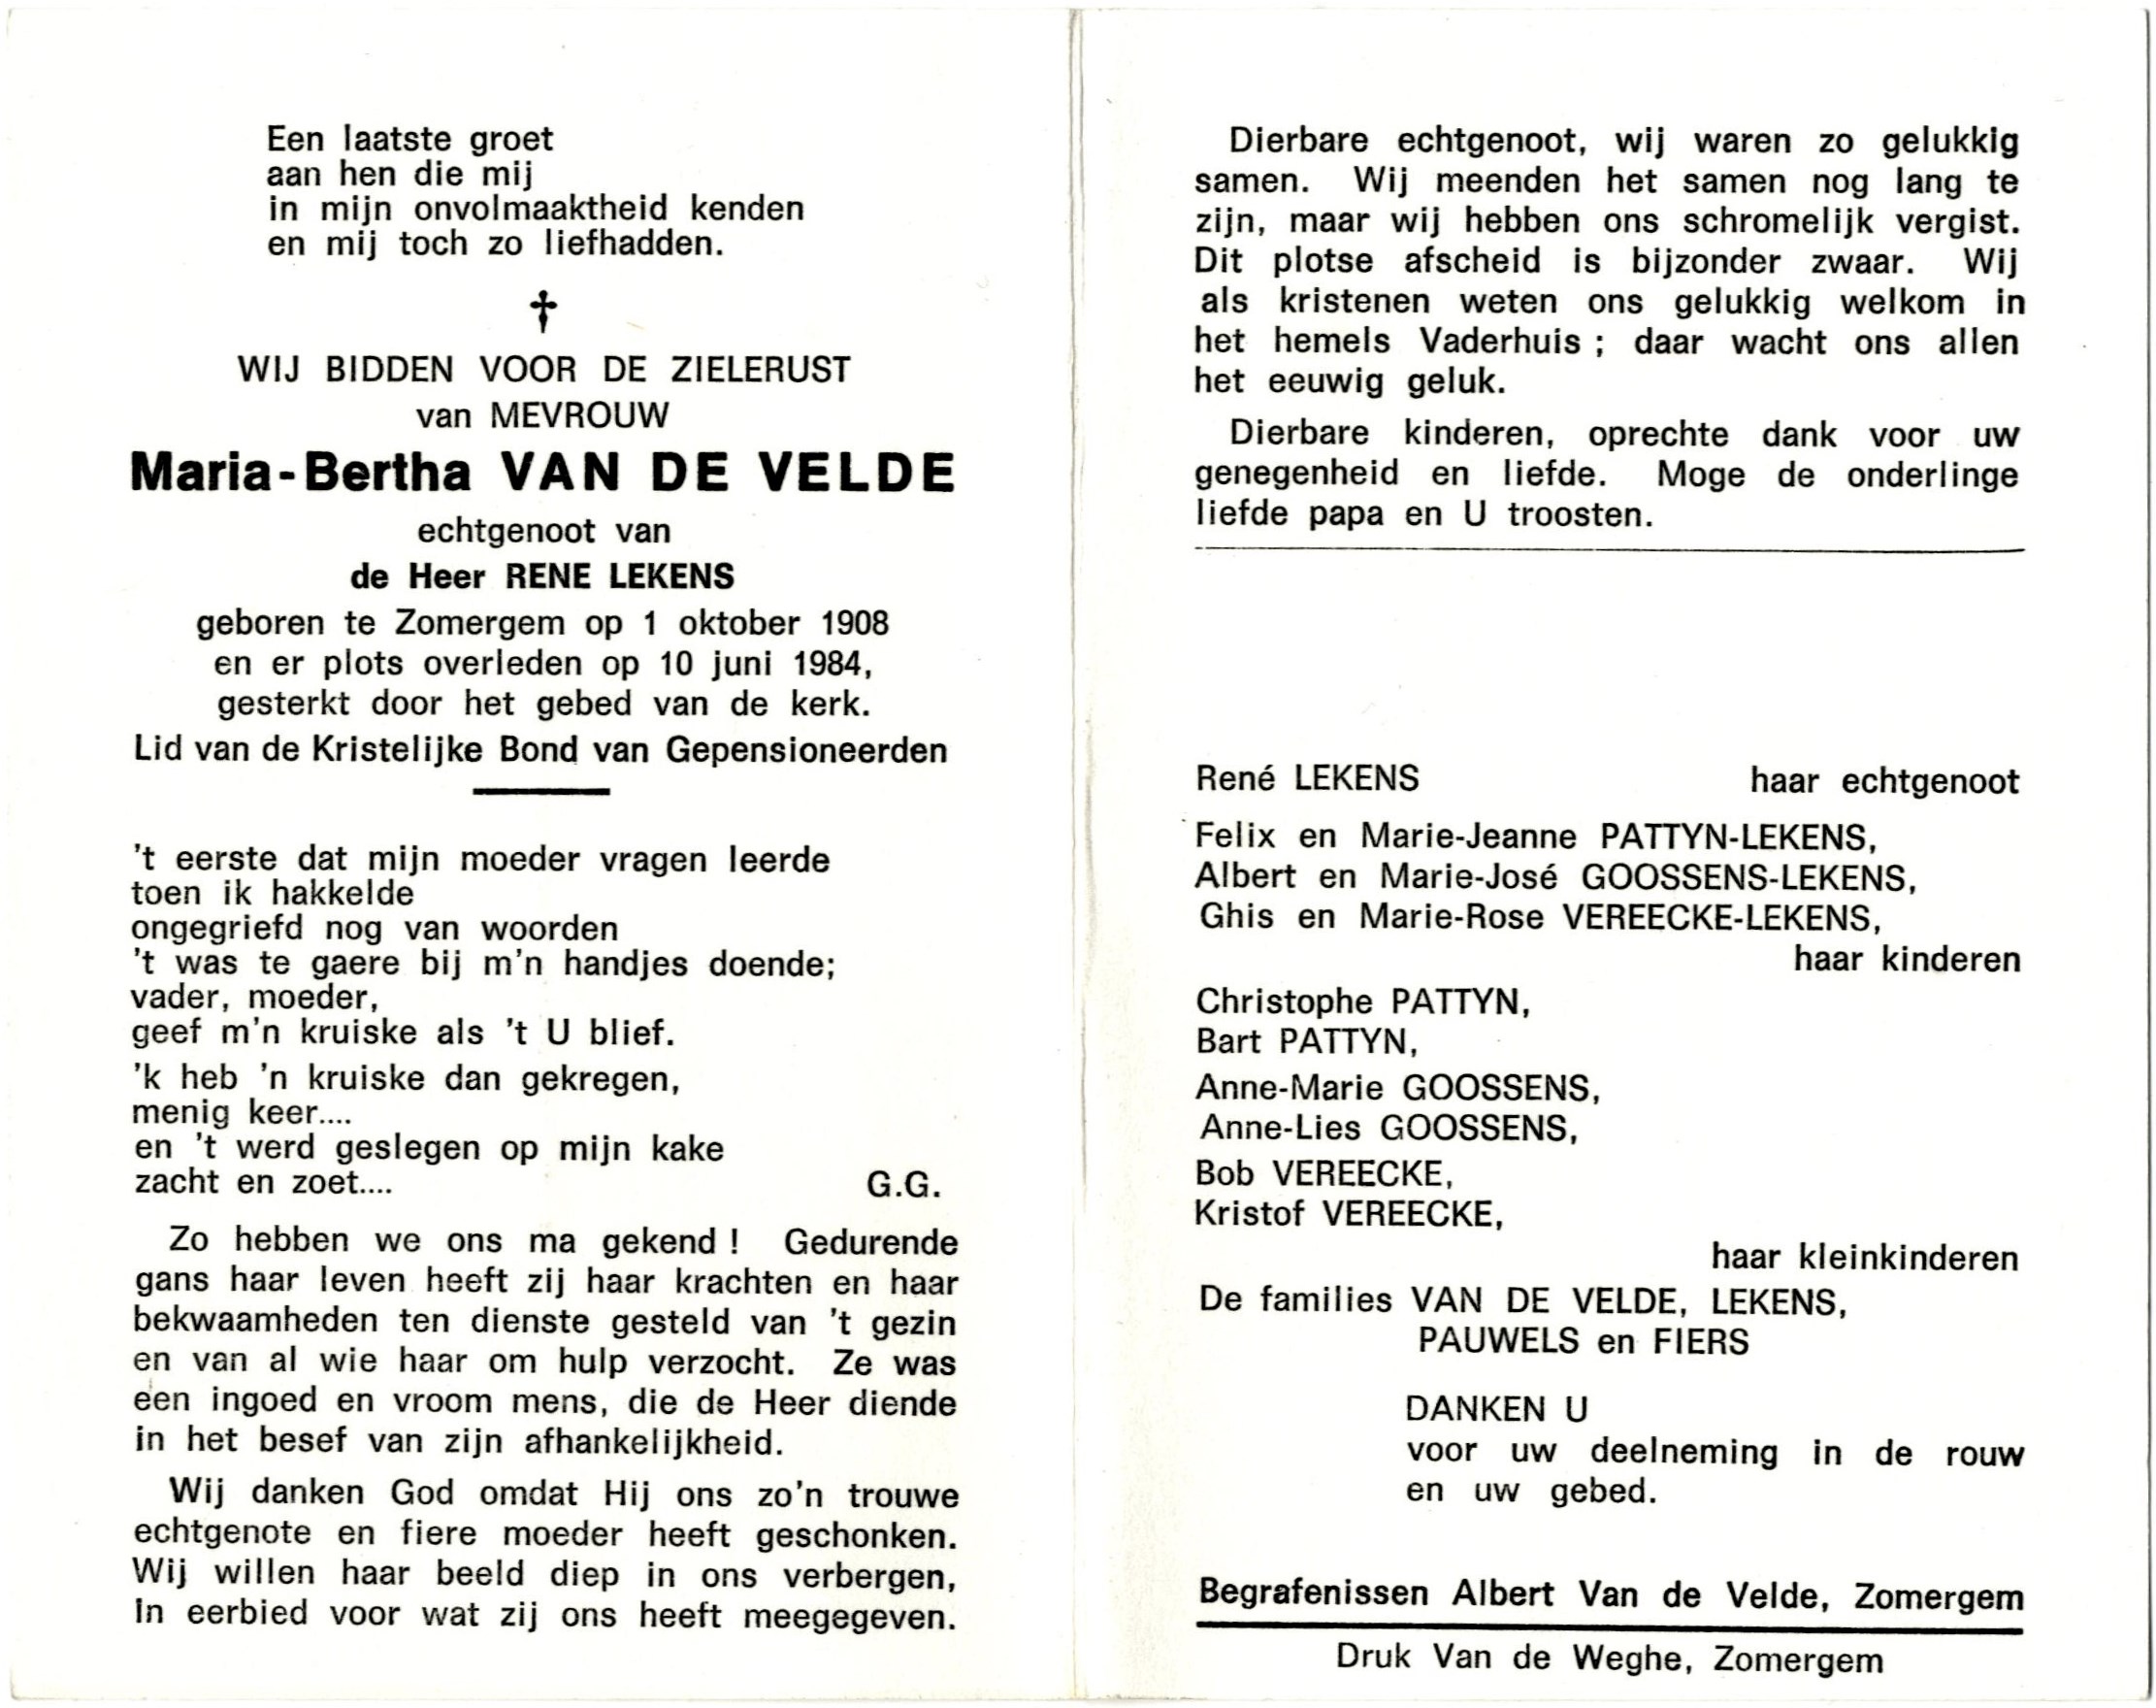 Een laatste groet
aan hen die mij
in mijn onvolmaaktheid kenden
en mij toch zo liefhadden.
✝
WIJ BIDDEN VOOR DE ZIELERUST
van MEVROUW
Maria-Bertha VAN DE VELDE
echtgenoot van
de Heer RENE LEKENS
geboren te Zomergem op 1 oktober 1908
en er plots overleden op 10 juni 1984,
gesterkt door het gebed van de kerk.
Lid van de Kristelijke Bond van Gepensioneerden
't eerste dat mijn moeder vragen leerde
toen ik hakkelde
ongegriefd nog van woorden
't was te gaere bij m'n handjes doende;
vader, moeder,
geef m'n kruiske als 't U blief.
'k heb 'n kruiske dan gekregen,
menig keer....
en 't werd geslegen op mijn kake
zacht en zoet.... G.G.
Zo hebben we ons ma gekend ! Gedurende
gans haar leven heeft zij haar krachten en haar
bekwaamheden ten dienste gesteld van 't gezin
en van al wie haar om hulp verzocht. Ze was
een ingoed en vroom mens, die de Heer diende
in het besef van zijn afhankelijkheid.
Wij danken God omdat Hij ons zo'n trouwe
echtgenote en fiere moeder heeft geschonken.
Wij willen haar beeld diep in ons verbergen,
In eerbied voor wat zij ons heeft meegegeven.
Dierbare echtgenoot, wij waren zo gelukkig
samen. Wij meenden het samen nog lang te
zijn, maar wij hebben ons schromelijk vergist.
Dit plotse afscheid is bijzonder zwaar. Wij
als kristenen weten ons gelukkig welkom in
het hemels Vaderhuis ; daar wacht ons allen
het eeuwig geluk.
Dierbare kinderen, oprechte dank voor uw
genegenheid en liefde. Moge de onderlinge
liefde papa en U troosten.
René LEKENS haar echtgenoot
Felix en Marie-Jeanne PATTYN-LEKENS,
Albert en Marie-José GOOSSENS-LEKENS,
Ghis en Marie-Rose VEREECKE-LEKENS,
haar kinderen
Christophe PATTYN,
Bart PATTYN,
Anne-Marie GOOSSENS,
Anne-Lies GOOSSENS,
Bob VEREECKE,
Kristof VEREECKE,
haar kleinkinderen
De families VAN DE VELDE, LEKENS,
PAUWELS en FIERS
DANKEN U
voor uw deelneming in de rouw
en uw gebed.
Begrafenissen Albert Van de Velde, Zomergem
Druk Van de Weghe, Zomergem